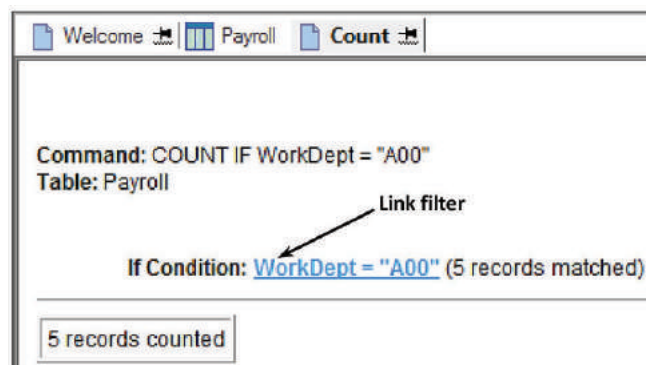 Welcome Payroll Count
Command: COUNT IF WorkDept = "A00"
Table: Payroll
Link filter
If Condition: WorkDept = "A00" (5 records matched)
5 records counted